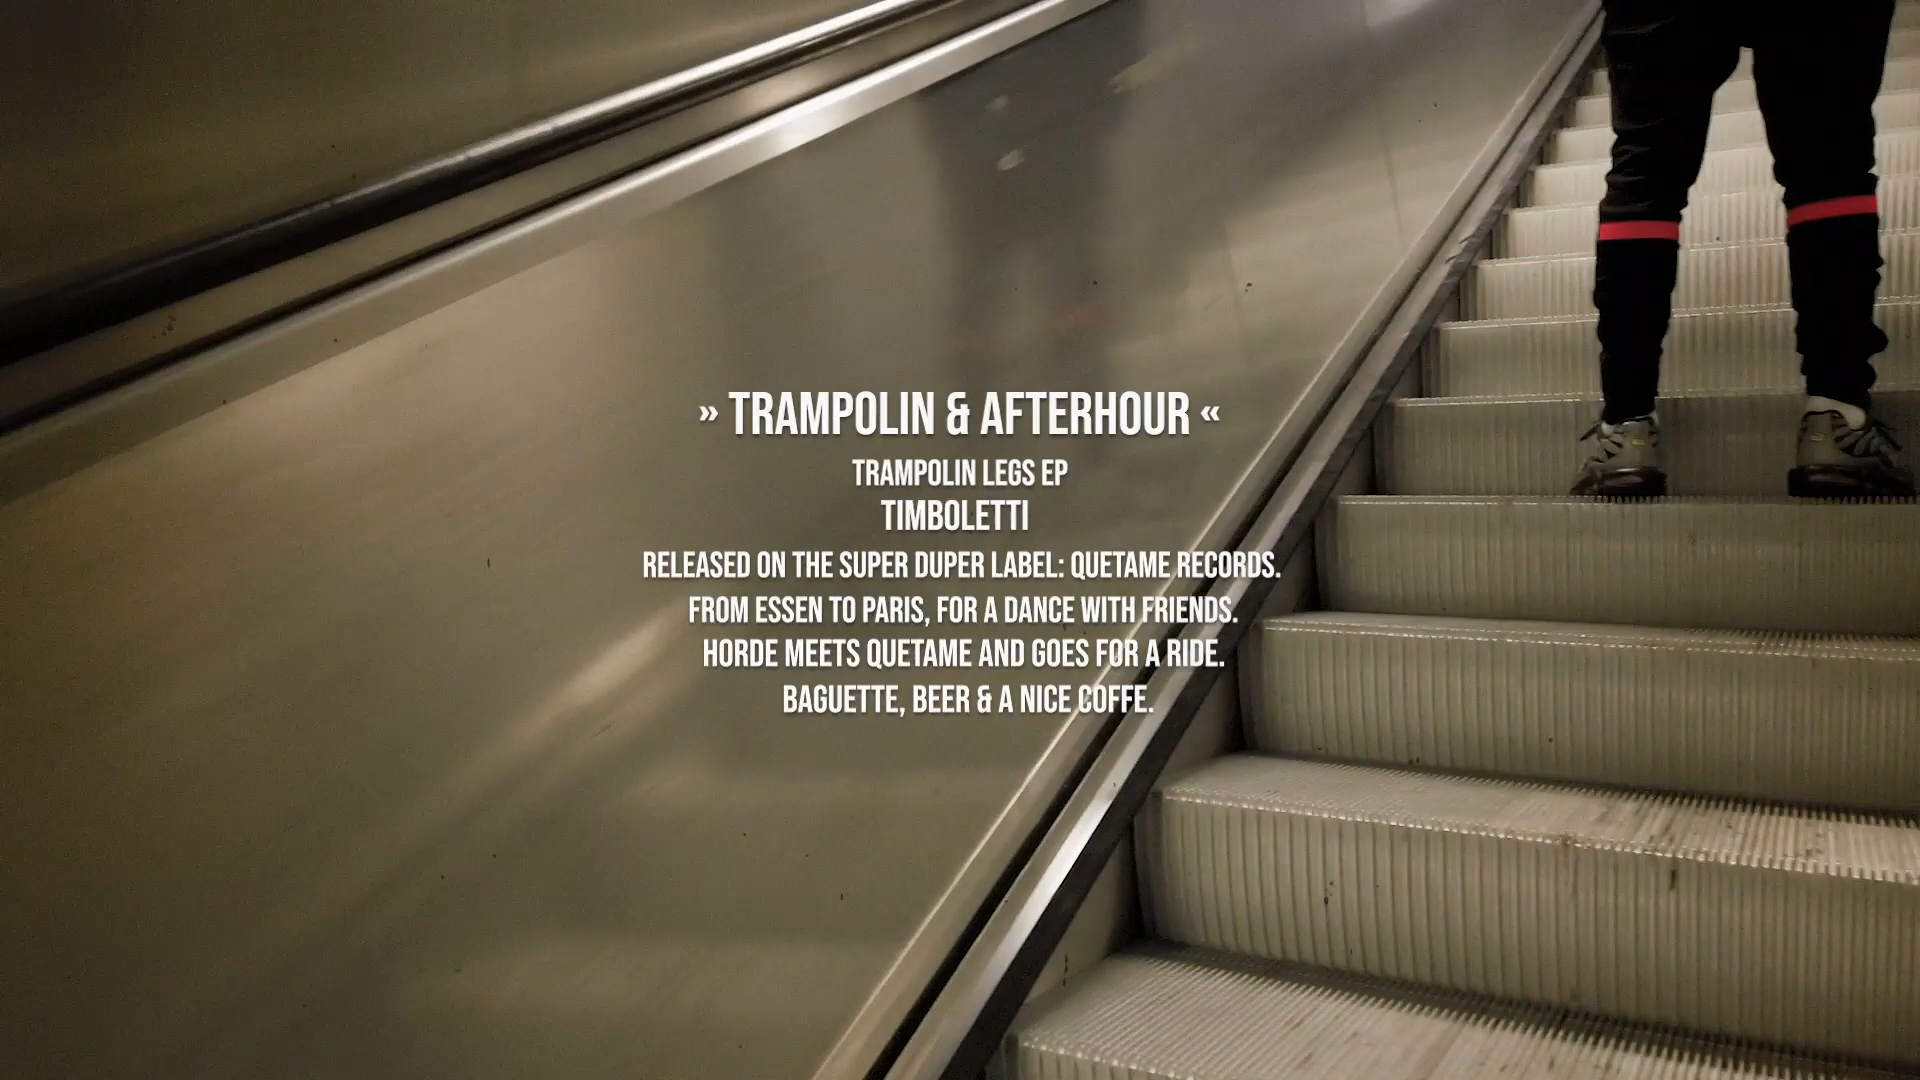 » TRAMPOLIN & AFTERHOUR «
TRAMPOLIN LEGS EP
TIMBOLETTI
RELEASED ON THE SUPER DUPER LABEL: QUETAME RECORDS.
FROM ESSEN TO PARIS, FOR A DANCE WITH FRIENDS.
HORDE MEETS QUETAME AND GOES FOR A RIDE.
BAGUETTE, BEER & A NICE COFFE.